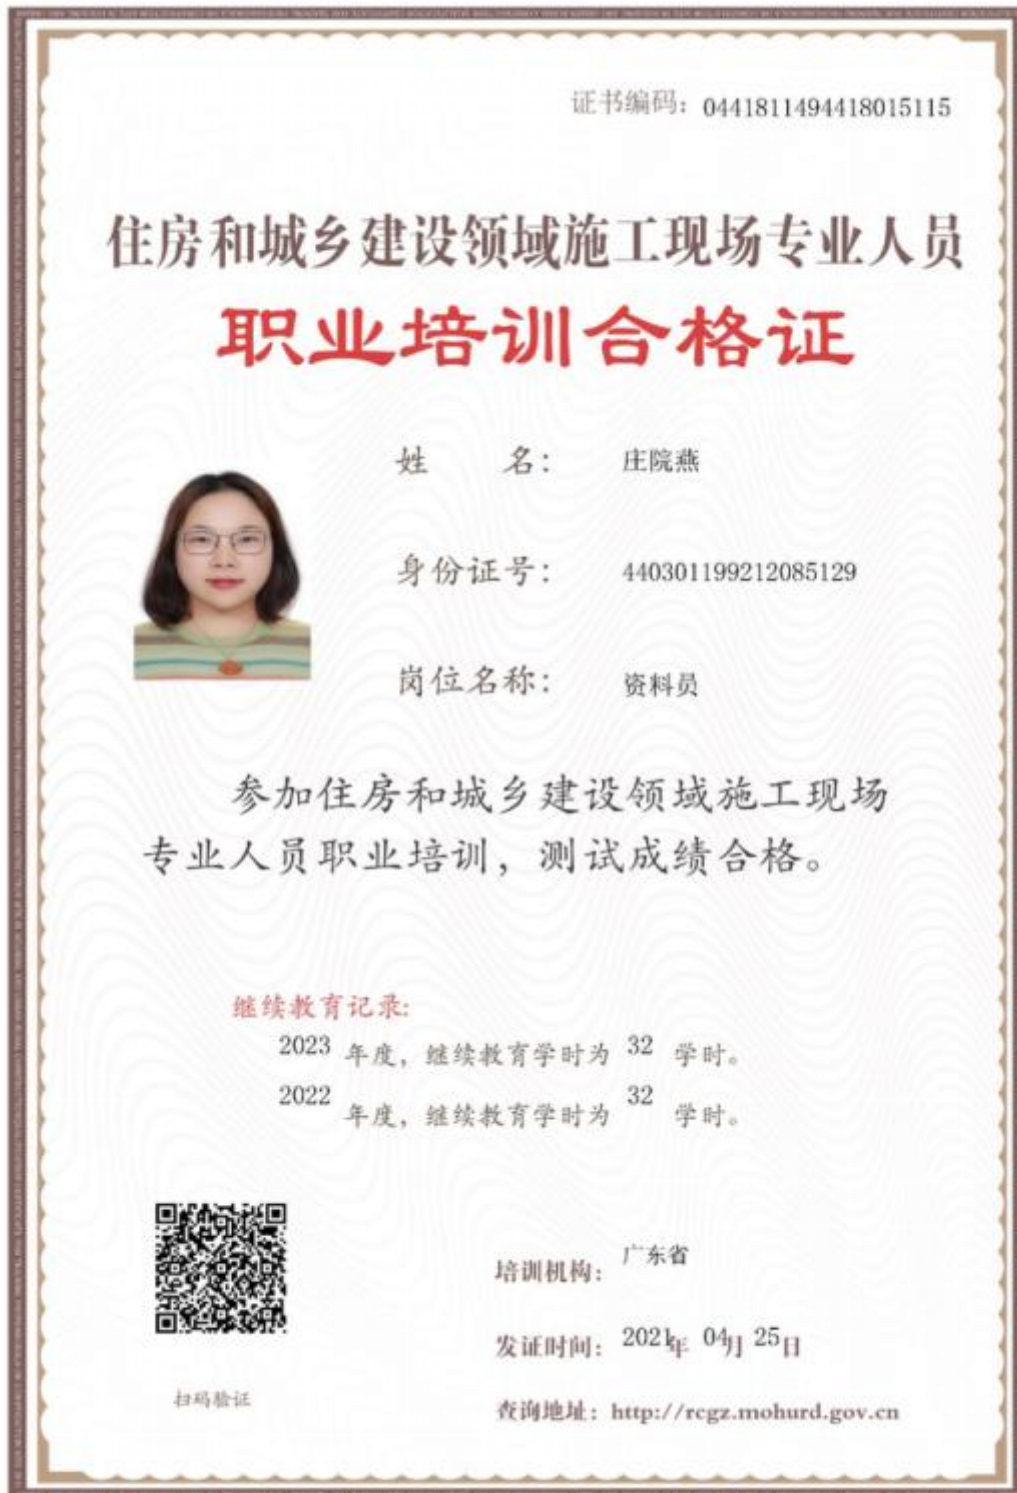 证书编码：0441811494418015115
住房和城乡建设领域施工现场专业人员
职业培训合格证
姓 名： 庄院燕
身份证号： 440301199212085129
岗位名称： 资料员
参加住房和城乡建设领域施工现场
专业人员职业培训，测试成绩合格。
继续教育记录:
2023 年度，继续教育学时为 32 学时。
2022 年度，继续教育学时为 32 学时。
培训机构： 广东省
发证时间： 2021年 04月 25日
扫码验证
查询地址：http://rcgz.mohurd.gov.cn